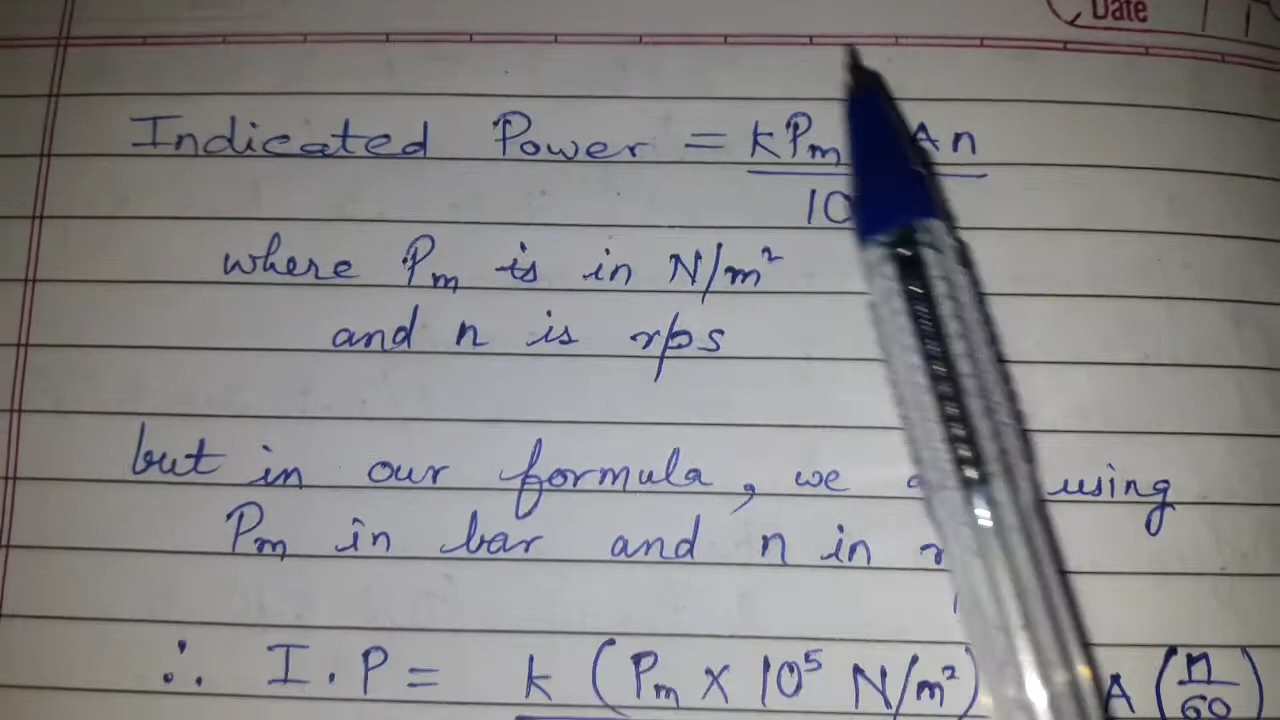 Date
Indicated Power = kPm An
10
where Pm is in N/m²
and n is rps
but in our formula, we using
Pm in bar and n in
∴ I.P = k (Pm × 10⁵ N/m²) A (n/60)